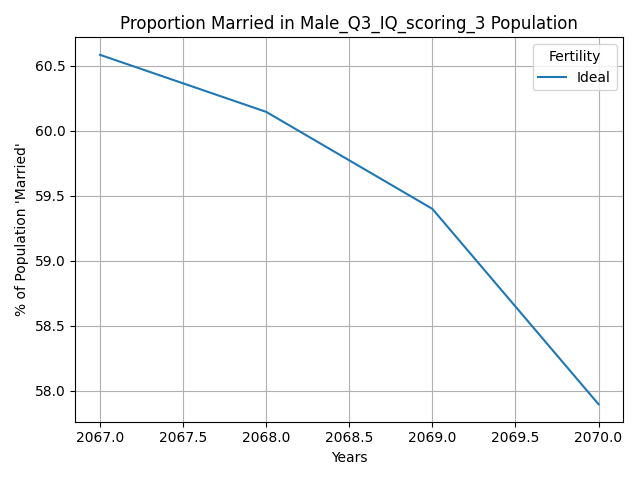 Proportion Married in Male_Q3_IQ_scoring_3 Population
Fertility
Ideal
% of Population 'Married'
60.5
60.0
59.5
59.0
58.5
58.0
2067.0 2067.5 2068.0 2068.5 2069.0 2069.5 2070.0
Years